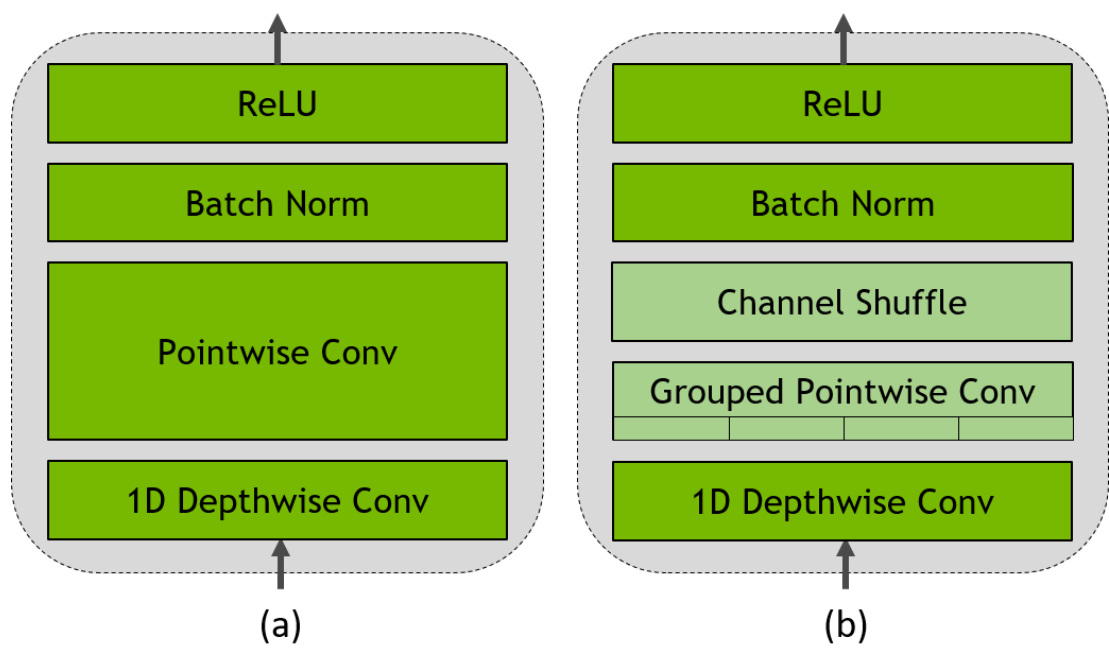 ReLU
Batch Norm
Pointwise Conv
1D Depthwise Conv
(a)
ReLU
Batch Norm
Channel Shuffle
Grouped Pointwise Conv
1D Depthwise Conv
(b)